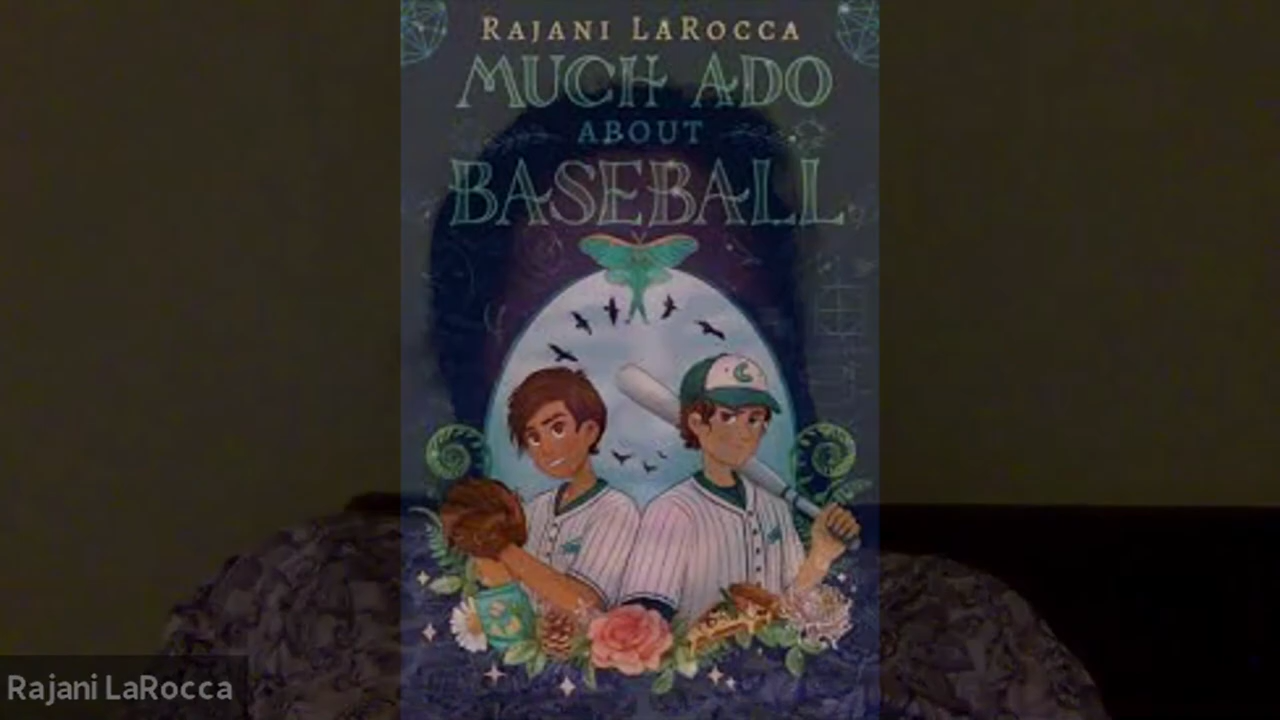 RAJANI LAROCCA
MUCH ADO
ABOUT
BASEBALL
C
Rajani LaRocca